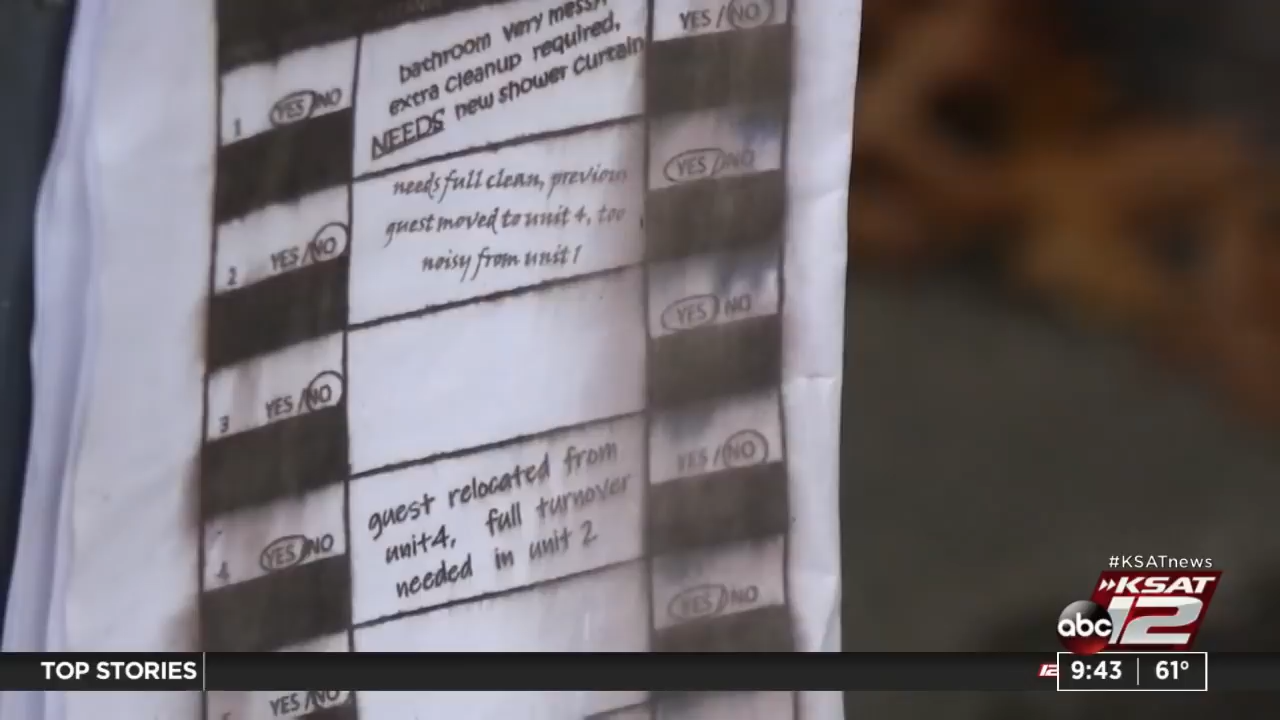 bathroom very messy,
extra cleanup required,
NEEDS new shower curtain
YES / NO
1 YES/NO
needs full clean, previous
guest moved to unit 4, too
noisy from unit 1
YES / NO
2 YES / NO
YES NO
3 YES / NO
guest relocated from
unit4, full turnover
needed in unit 2
YES / NO
4 YES/NO
YES / NO
YES / NO
#KSATnews
KSAT
abc 12
TOP STORIES
12 9:43 61°